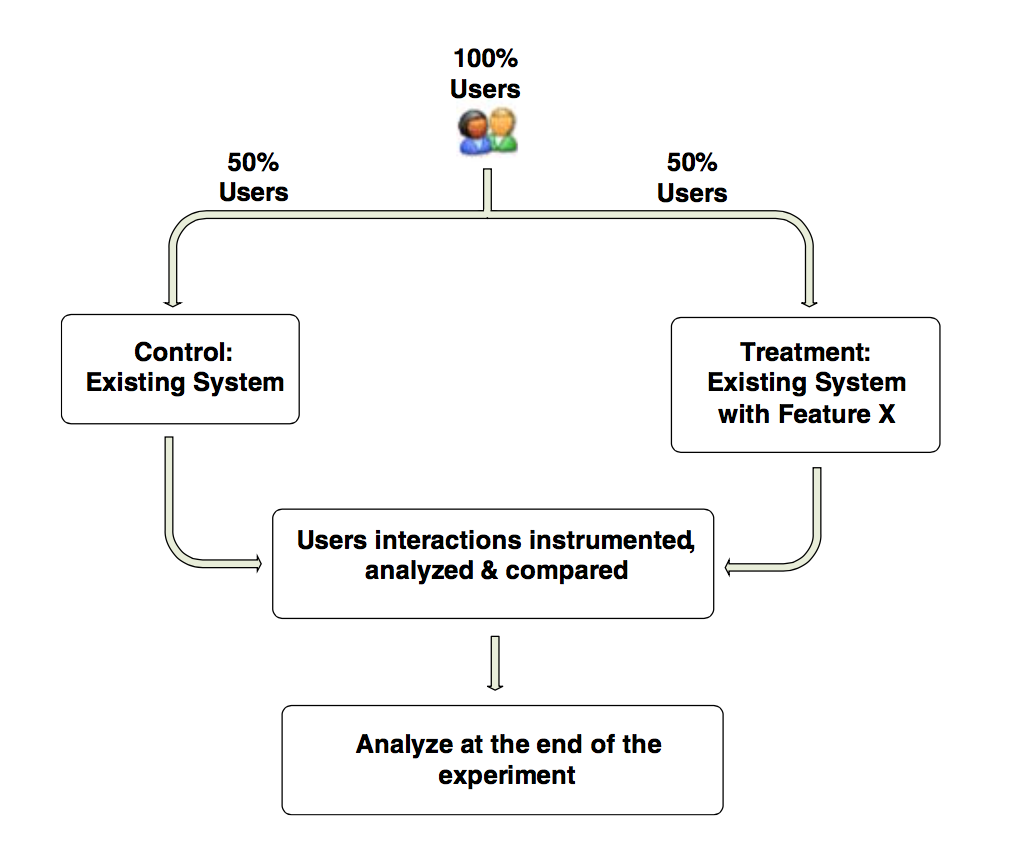 100%
Users
50%
Users
50%
Users
Control:
Existing System
Treatment:
Existing System
with Feature X
Users interactions instrumented,
analyzed & compared
Analyze at the end of the
experiment